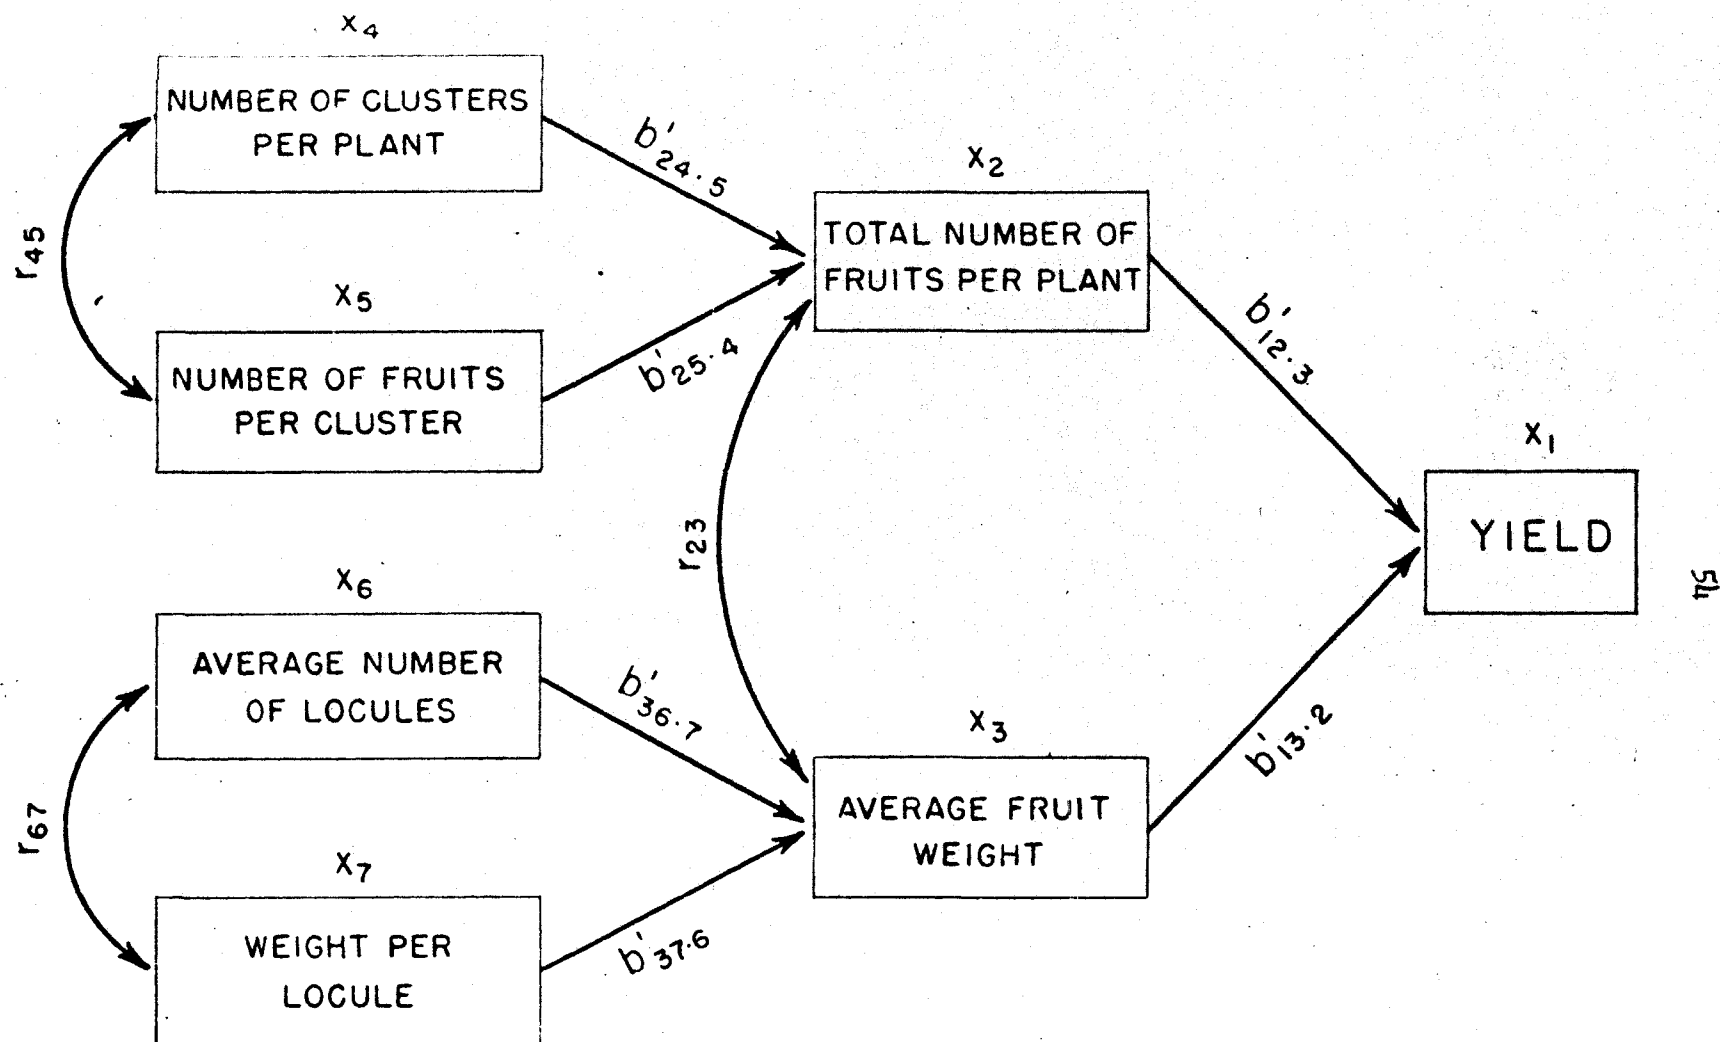 x₄
NUMBER OF CLUSTERS
PER PLANT
b'₂₄.₅
x₂
TOTAL NUMBER OF
FRUITS PER PLANT
r₄₅
x₅
NUMBER OF FRUITS
PER CLUSTER
b'₂₅.₄
b'₁₂.₃
x₁
YIELD
r₂₃
54
x₆
AVERAGE NUMBER
OF LOCULES
b'₃₆.₇
x₃
AVERAGE FRUIT
WEIGHT
b'₁₃.₂
r₆₇
x₇
WEIGHT PER
LOCULE
b'₃₇.₆